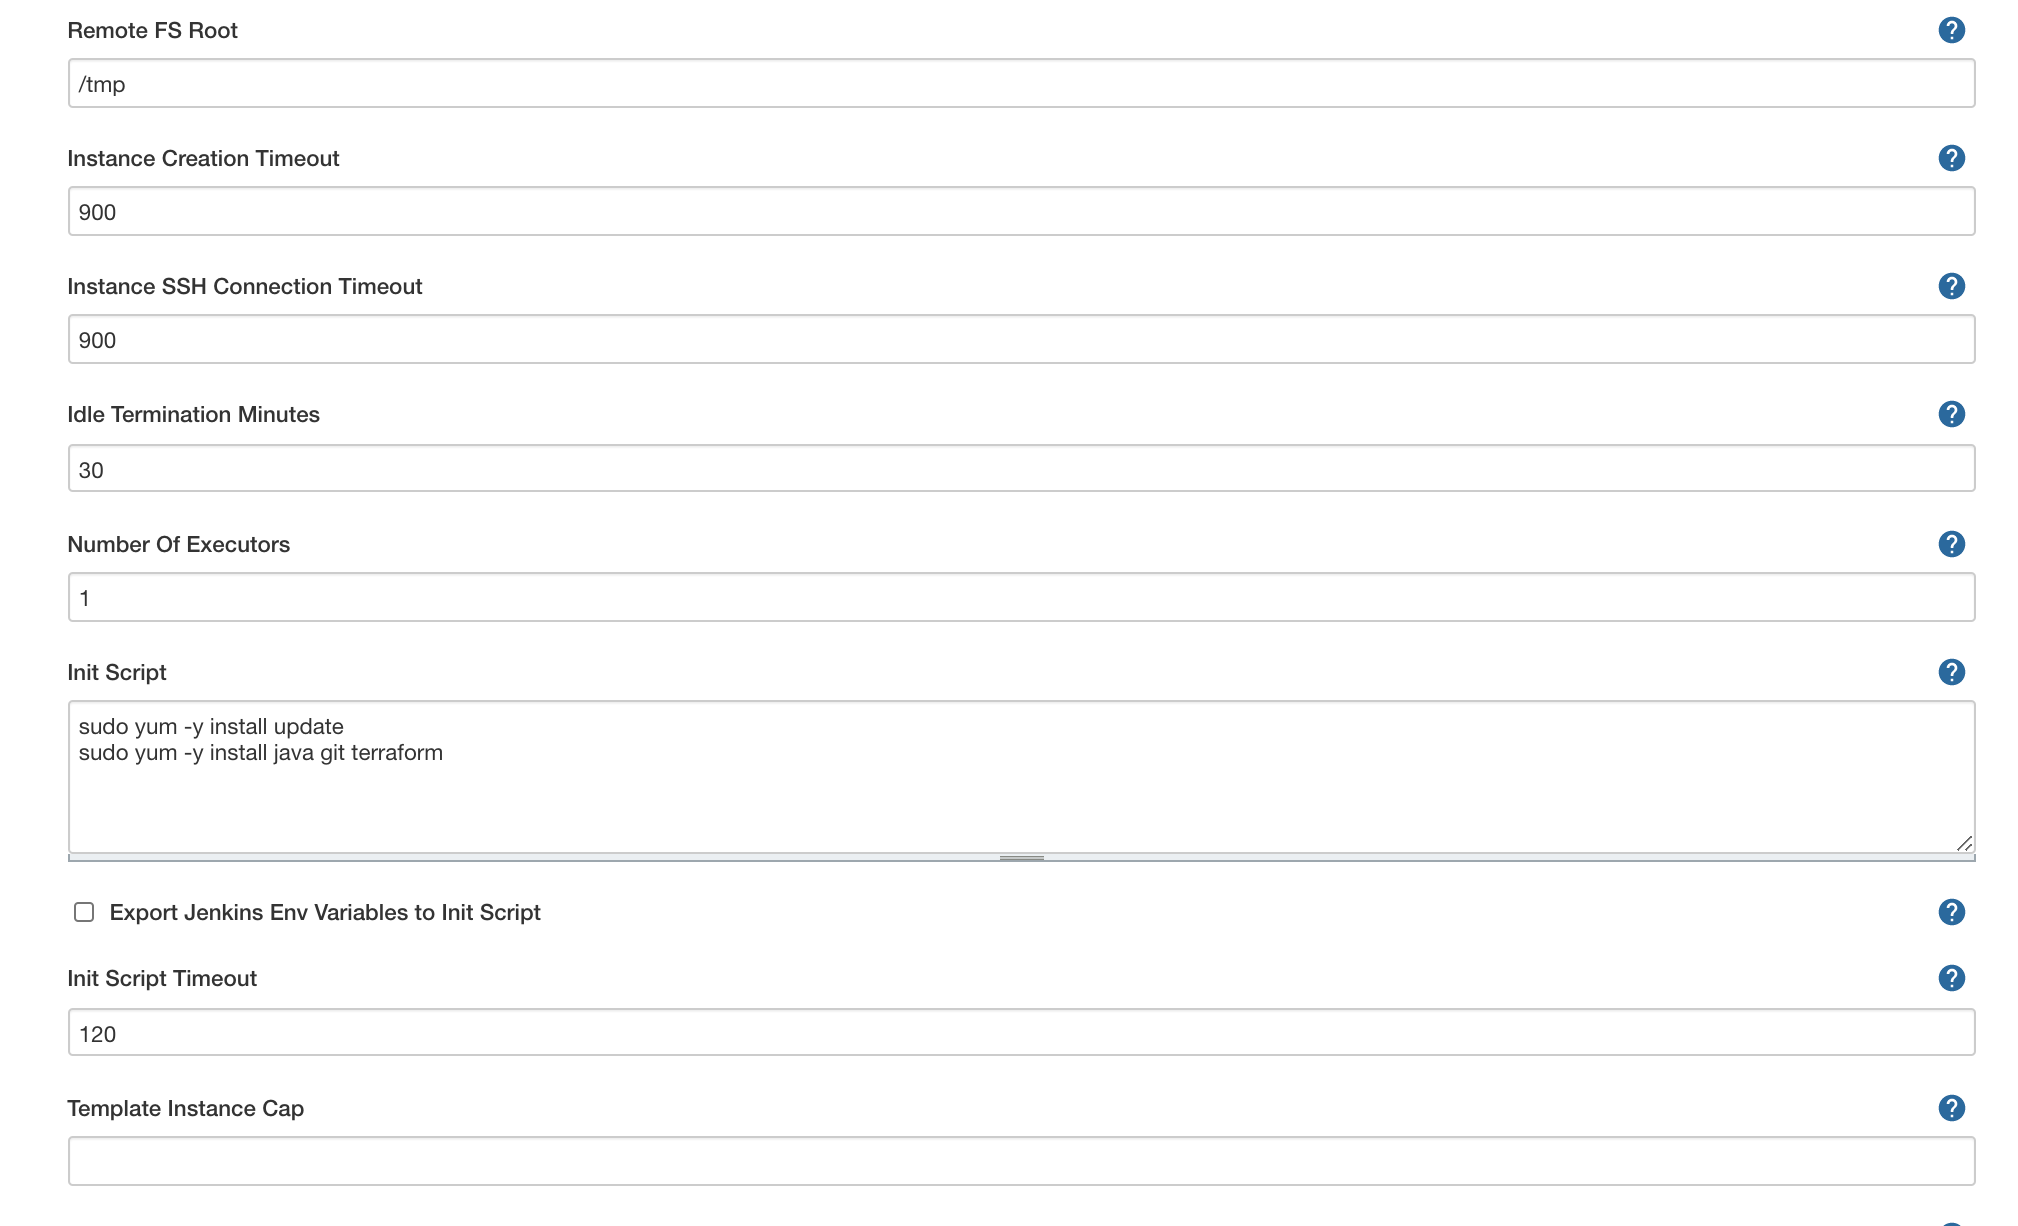 Remote FS Root
?
/tmp
Instance Creation Timeout
?
900
Instance SSH Connection Timeout
?
900
Idle Termination Minutes
?
30
Number Of Executors
?
1
Init Script
?
sudo yum -y install update
sudo yum -y install java git terraform
Export Jenkins Env Variables to Init Script
?
Init Script Timeout
?
120
Template Instance Cap
?